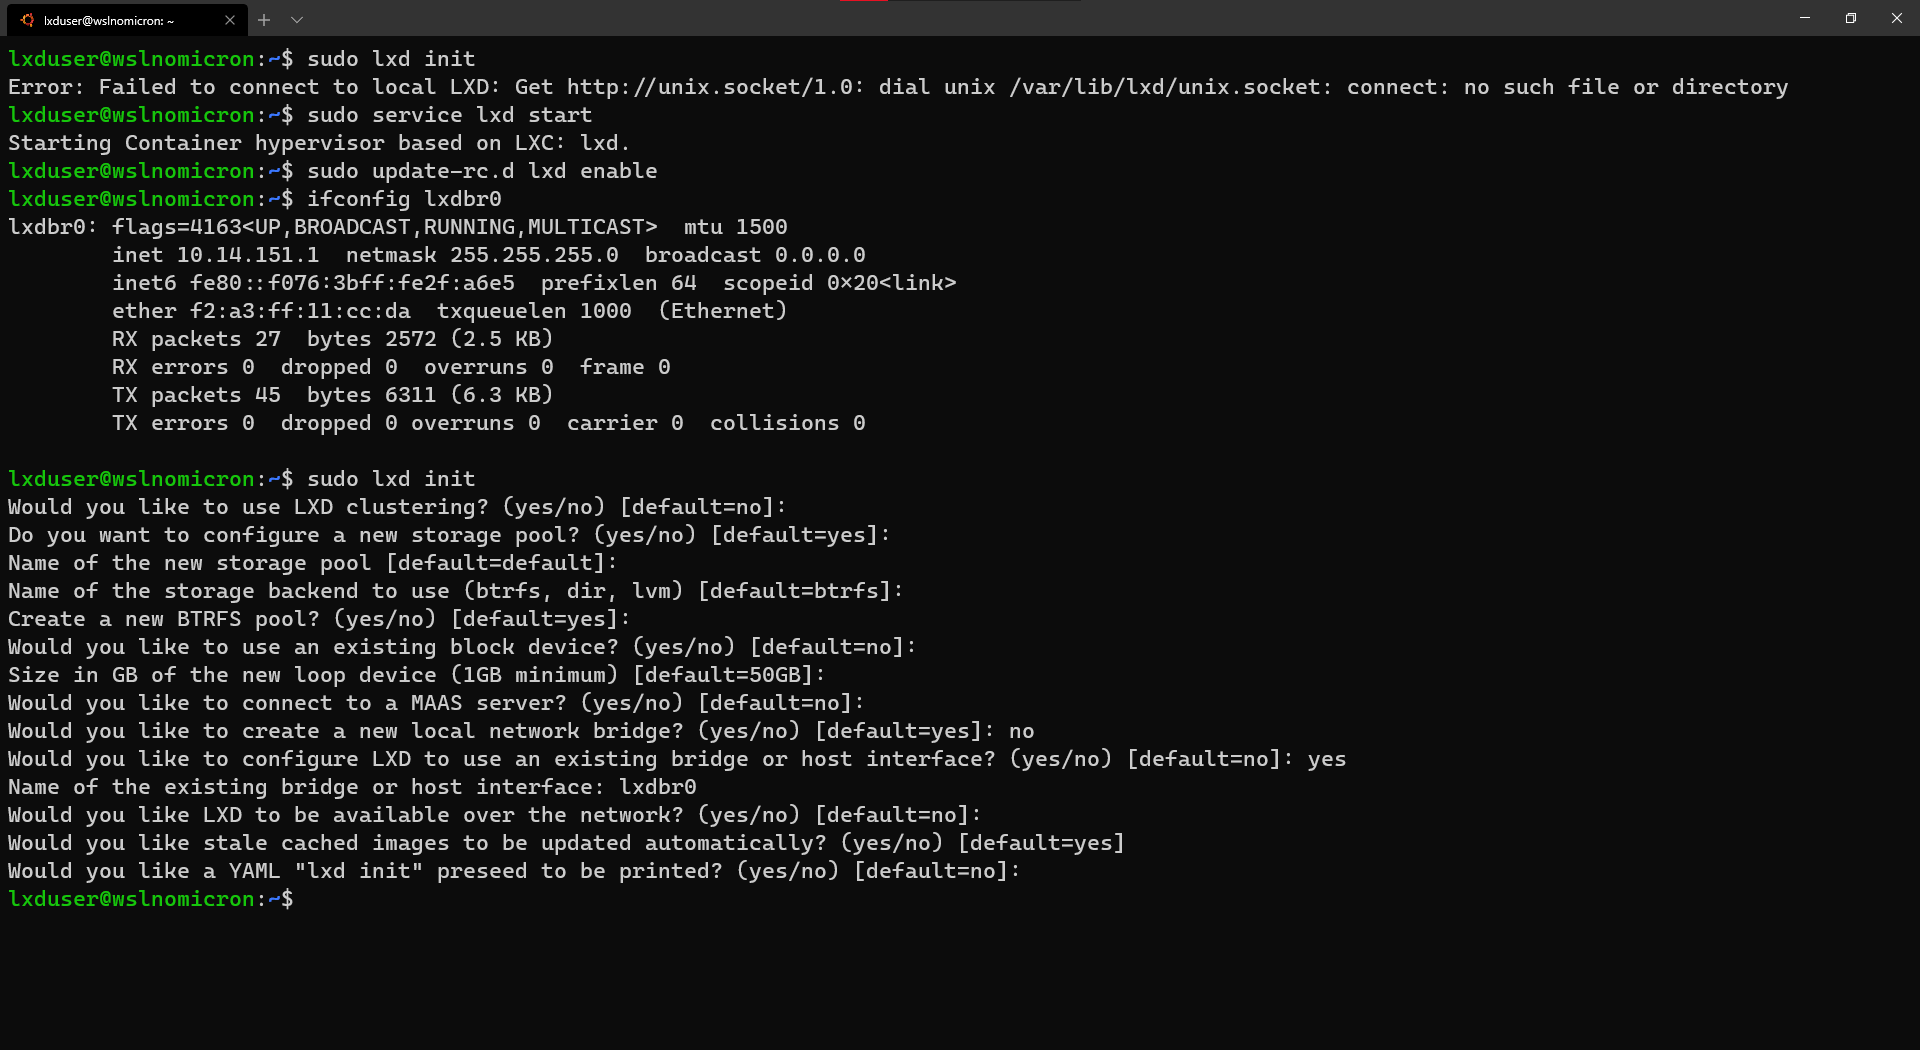 lxduser@wslnomicron: ~
lxduser@wslnomicron:~$ sudo lxd init
Error: Failed to connect to local LXD: Get http://unix.socket/1.0: dial unix /var/lib/lxd/unix.socket: connect: no such file or directory
lxduser@wslnomicron:~$ sudo service lxd start
Starting Container hypervisor based on LXC: lxd.
lxduser@wslnomicron:~$ sudo update-rc.d lxd enable
lxduser@wslnomicron:~$ ifconfig lxdbr0
lxdbr0: flags=4163<UP,BROADCAST,RUNNING,MULTICAST>  mtu 1500
        inet 10.14.151.1  netmask 255.255.255.0  broadcast 0.0.0.0
        inet6 fe80::f076:3bff:fe2f:a6e5  prefixlen 64  scopeid 0×20<link>
        ether f2:a3:ff:11:cc:da  txqueuelen 1000  (Ethernet)
        RX packets 27  bytes 2572 (2.5 KB)
        RX errors 0  dropped 0  overruns 0  frame 0
        TX packets 45  bytes 6311 (6.3 KB)
        TX errors 0  dropped 0 overruns 0  carrier 0  collisions 0
lxduser@wslnomicron:~$ sudo lxd init
Would you like to use LXD clustering? (yes/no) [default=no]:
Do you want to configure a new storage pool? (yes/no) [default=yes]:
Name of the new storage pool [default=default]:
Name of the storage backend to use (btrfs, dir, lvm) [default=btrfs]:
Create a new BTRFS pool? (yes/no) [default=yes]:
Would you like to use an existing block device? (yes/no) [default=no]:
Size in GB of the new loop device (1GB minimum) [default=50GB]:
Would you like to connect to a MAAS server? (yes/no) [default=no]:
Would you like to create a new local network bridge? (yes/no) [default=yes]: no
Would you like to configure LXD to use an existing bridge or host interface? (yes/no) [default=no]: yes
Name of the existing bridge or host interface: lxdbr0
Would you like LXD to be available over the network? (yes/no) [default=no]:
Would you like stale cached images to be updated automatically? (yes/no) [default=yes]
Would you like a YAML "lxd init" preseed to be printed? (yes/no) [default=no]:
lxduser@wslnomicron:~$